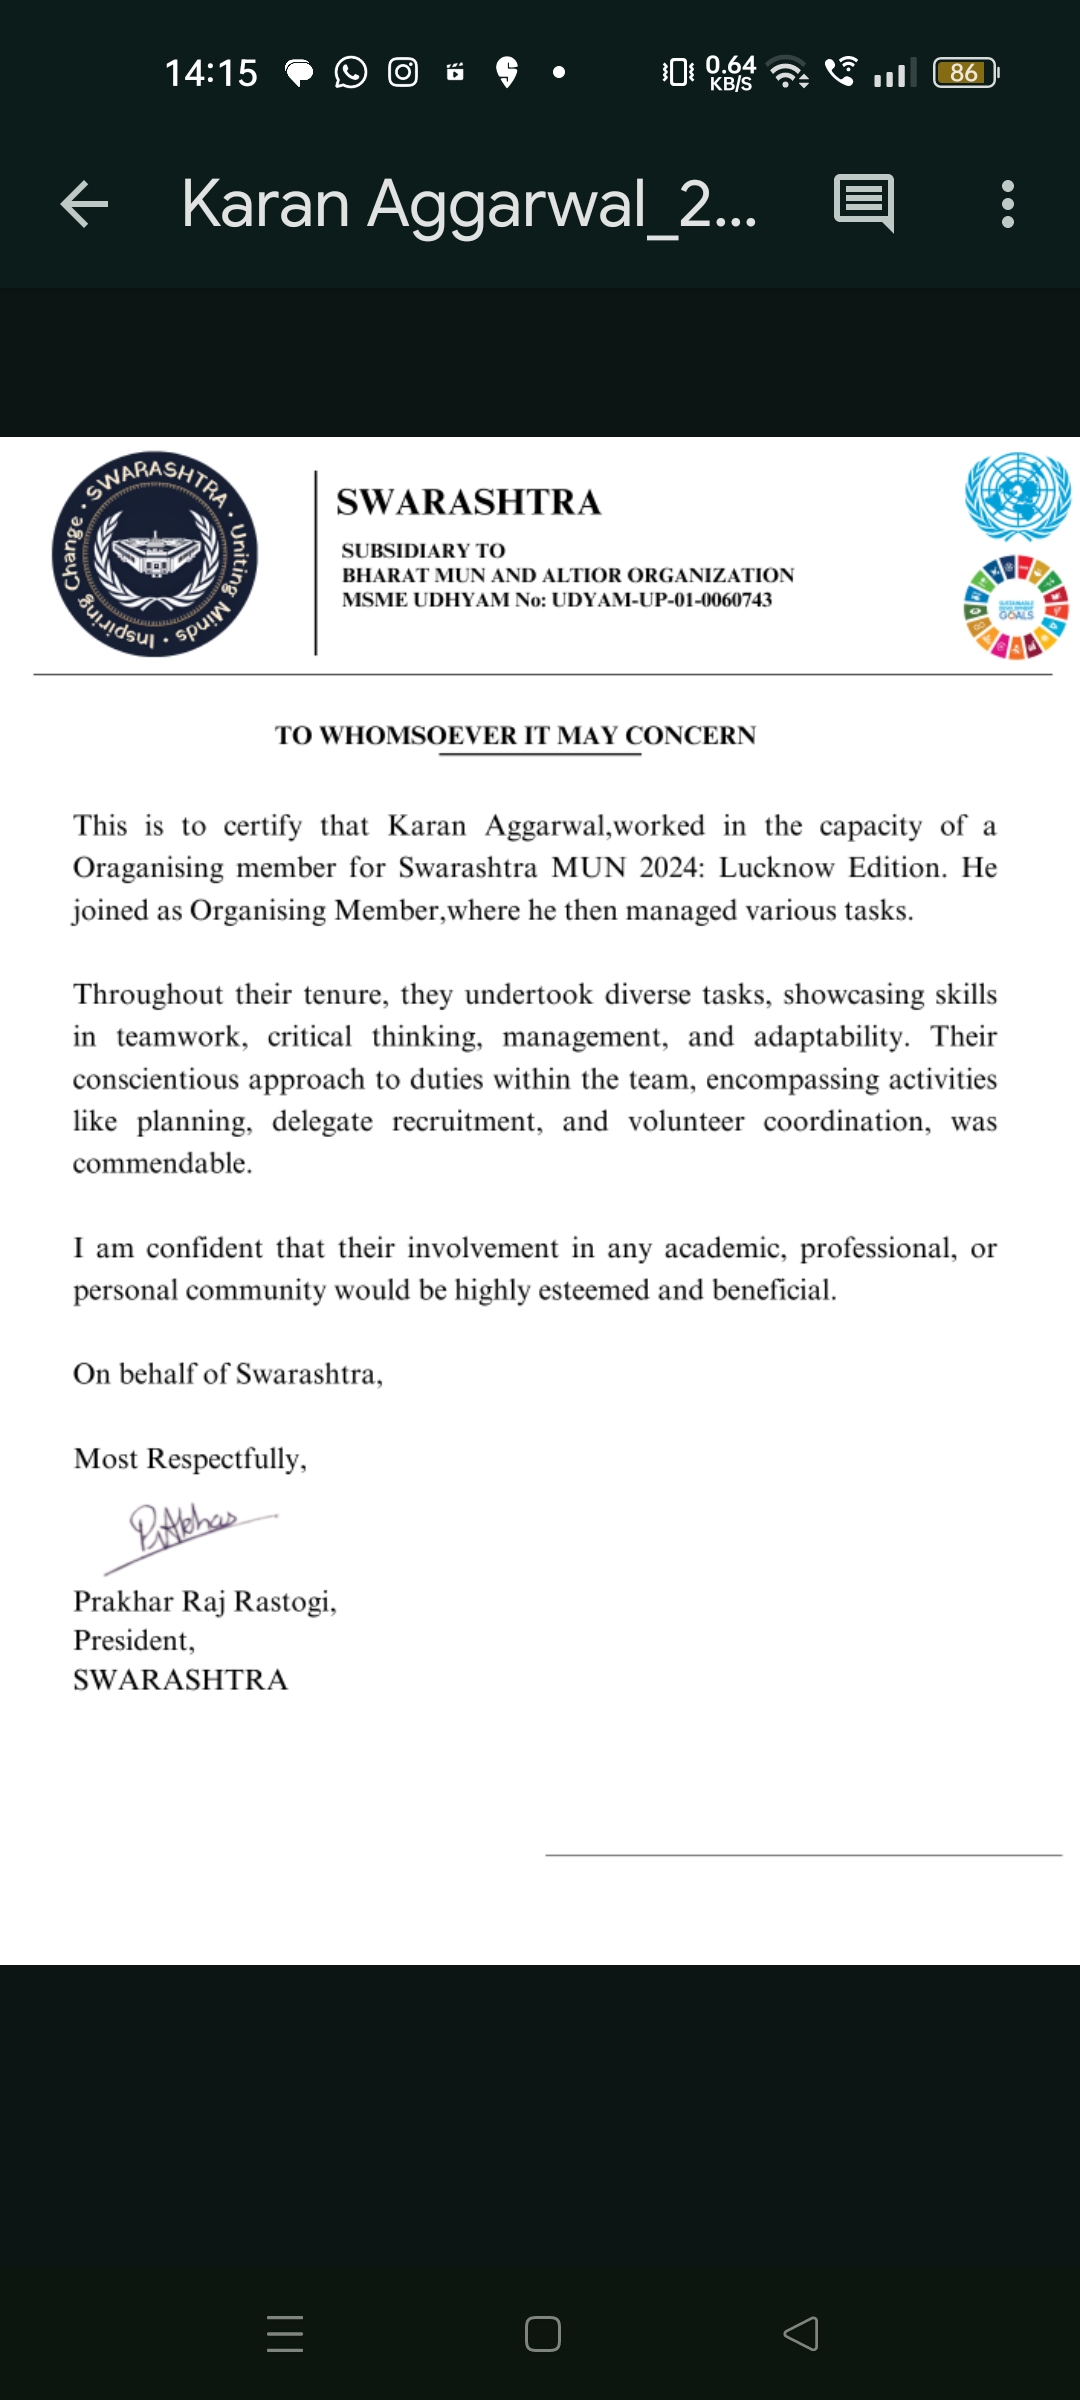 14:15
0.64
KB/S
86
Karan Aggarwal_2...
SWARASHTRA · Uniting Minds · Inspiring Change ·
SWARASHTRA
SUBSIDIARY TO
BHARAT MUN AND ALTIOR ORGANIZATION
MSME UDHYAM No: UDYAM-UP-01-0060743
SUSTAINABLE
DEVELOPMENT
GOALS
TO WHOMSOEVER IT MAY CONCERN
This is to certify that Karan Aggarwal,worked in the capacity of a
Oraganising member for Swarashtra MUN 2024: Lucknow Edition. He
joined as Organising Member,where he then managed various tasks.
Throughout their tenure, they undertook diverse tasks, showcasing skills
in teamwork, critical thinking, management, and adaptability. Their
conscientious approach to duties within the team, encompassing activities
like planning, delegate recruitment, and volunteer coordination, was
commendable.
I am confident that their involvement in any academic, professional, or
personal community would be highly esteemed and beneficial.
On behalf of Swarashtra,
Most Respectfully,
Prakhar Raj Rastogi,
President,
SWARASHTRA